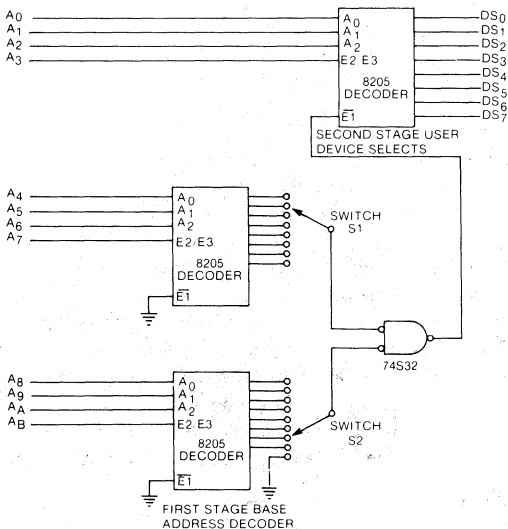 A0
A1
A2
A3
A0
A1
A2
E2 E3
8205
DECODER
E1
DS0
DS1
DS2
DS3
DS4
DS5
DS6
DS7
SECOND STAGE USER
DEVICE SELECTS
A4
A5
A6
A7
A0
A1
A2
E2/E3
8205
DECODER
E1
SWITCH
S1
74S32
A8
A9
AA
AB
A0
A1
A2
E2/E3
8205
DECODER
E1
SWITCH
S2
FIRST STAGE BASE
ADDRESS DECODER